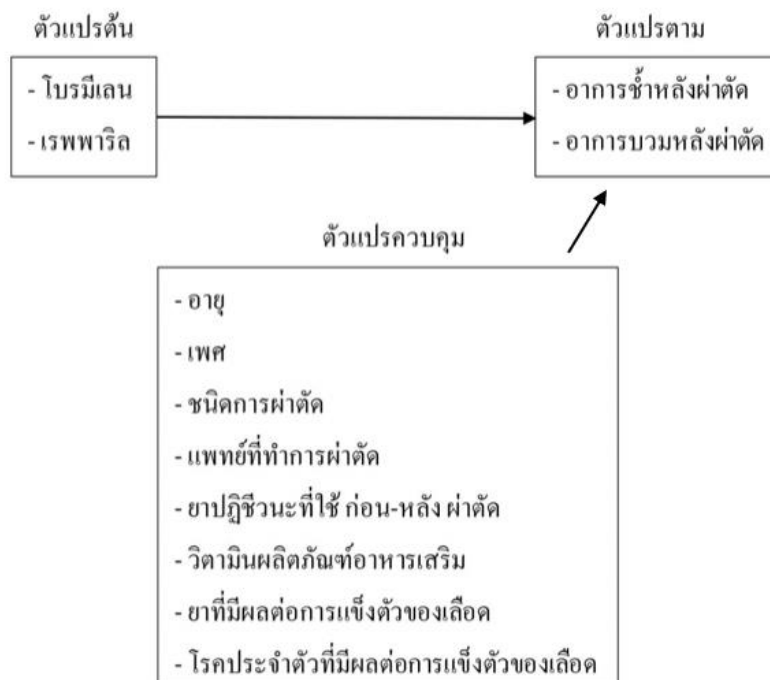 ตัวแปรต้น
- โบรมีเลน
- เรพพาริล
ตัวแปรตาม
- อาการช้ำหลังผ่าตัด
- อาการบวมหลังผ่าตัด
ตัวแปรควบคุม
- อายุ
- เพศ
- ชนิดการผ่าตัด
- แพทย์ที่ทำการผ่าตัด
- ยาปฏิชีวนะที่ใช้ ก่อน-หลัง ผ่าตัด
- วิตามินผลิตภัณฑ์อาหารเสริม
- ยาที่มีผลต่อการแข็งตัวของเลือด
- โรคประจำตัวที่มีผลต่อการแข็งตัวของเลือด